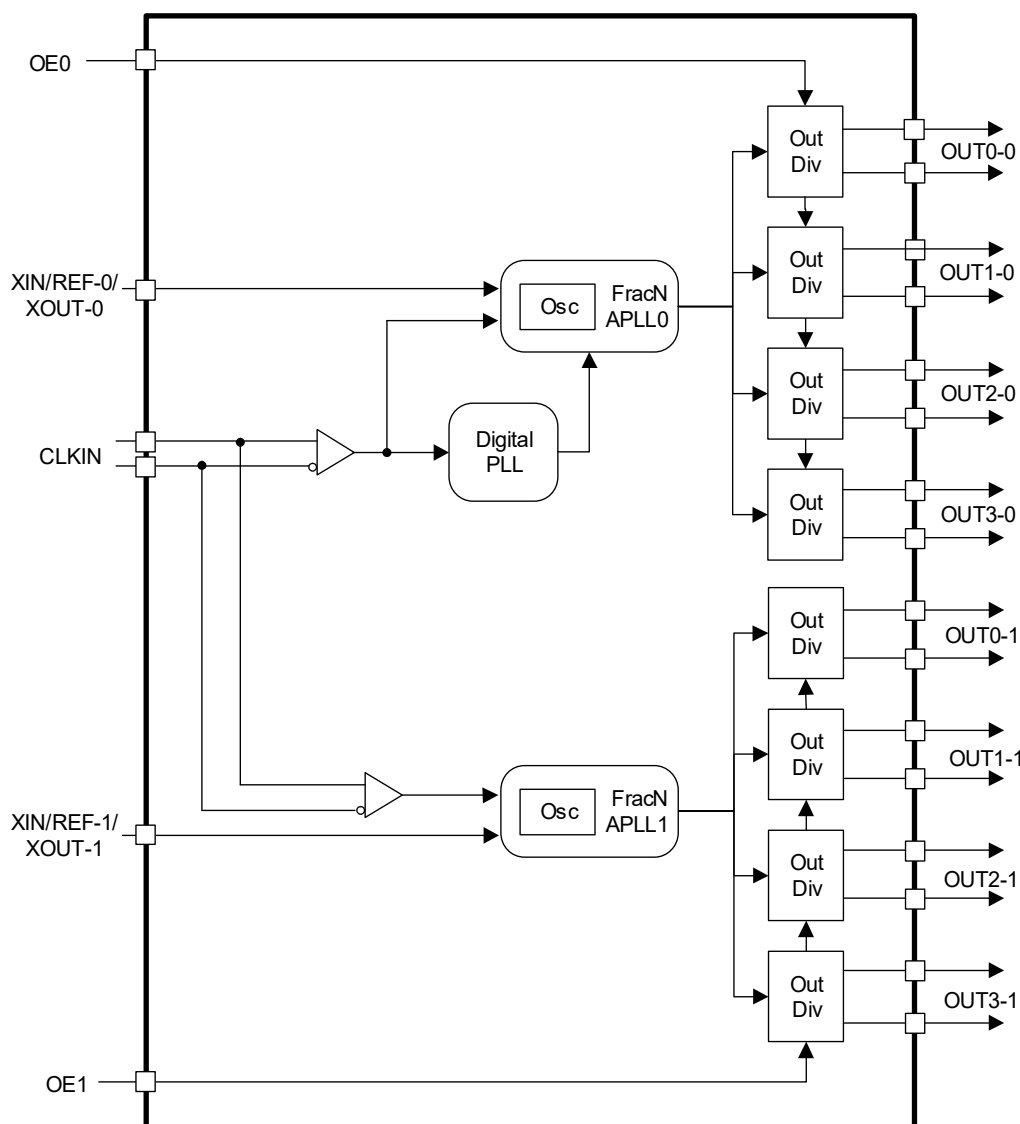 OE0
Out
Div
OUT0-0
Out
Div
OUT1-0
XIN/REF-0/
XOUT-0
Osc
FracN
APLL0
Out
Div
OUT2-0
CLKIN
Digital
PLL
Out
Div
OUT3-0
Out
Div
OUT0-1
Out
Div
OUT1-1
XIN/REF-1/
XOUT-1
Osc
FracN
APLL1
Out
Div
OUT2-1
Out
Div
OUT3-1
OE1